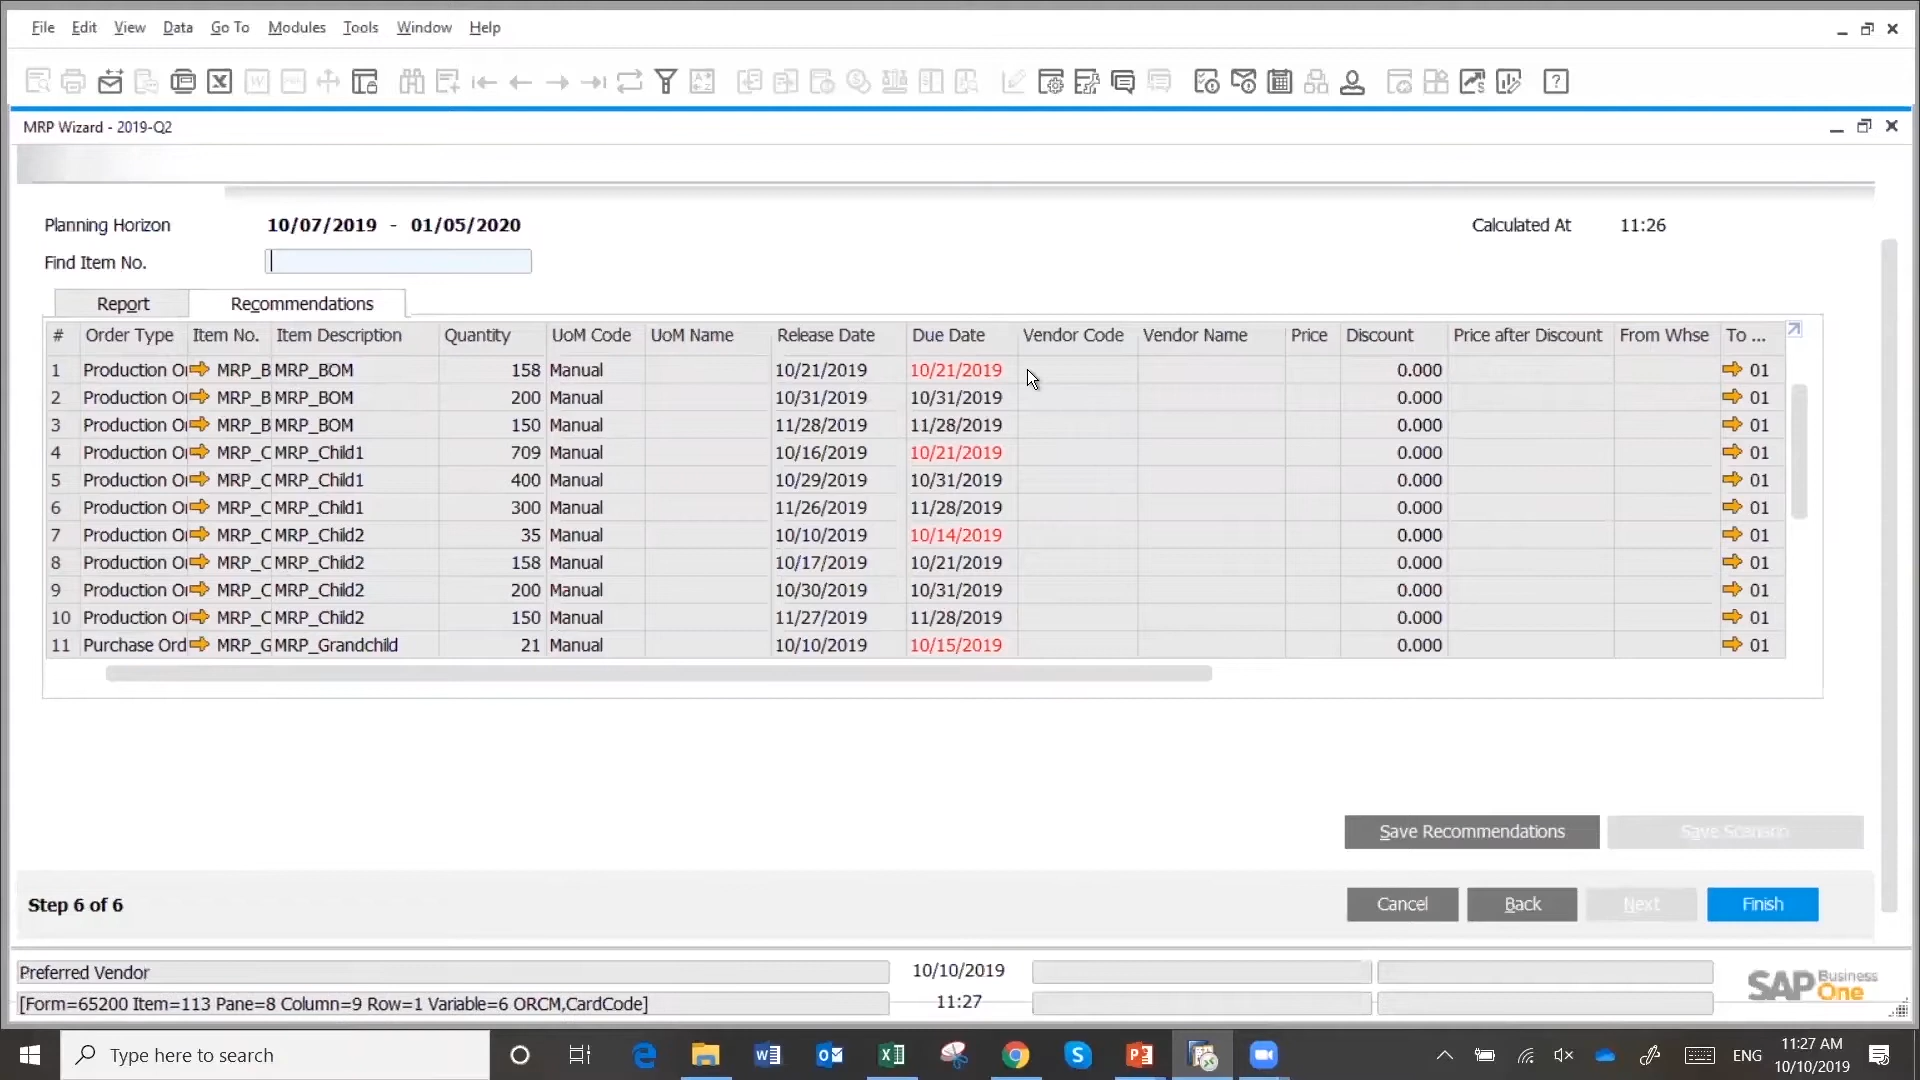 File Edit View Data Go To Modules Tools Window Help
MRP Wizard - 2019-Q2
Planning Horizon 10/07/2019 - 01/05/2020 Calculated At 11:26
Find Item No.
Report Recommendations
# Order Type Item No. Item Description Quantity UoM Code UoM Name Release Date Due Date Vendor Code Vendor Name Price Discount Price after Discount From Whse To ...
1 Production O MRP_B MRP_BOM 158 Manual 10/21/2019 10/21/2019 0.000 01
2 Production O MRP_B MRP_BOM 200 Manual 10/31/2019 10/31/2019 0.000 01
3 Production O MRP_B MRP_BOM 150 Manual 11/28/2019 11/28/2019 0.000 01
4 Production O MRP_C MRP_Child1 709 Manual 10/16/2019 10/21/2019 0.000 01
5 Production O MRP_C MRP_Child1 400 Manual 10/29/2019 10/31/2019 0.000 01
6 Production O MRP_C MRP_Child1 300 Manual 11/26/2019 11/28/2019 0.000 01
7 Production O MRP_C MRP_Child2 35 Manual 10/10/2019 10/14/2019 0.000 01
8 Production O MRP_C MRP_Child2 158 Manual 10/17/2019 10/21/2019 0.000 01
9 Production O MRP_C MRP_Child2 200 Manual 10/30/2019 10/31/2019 0.000 01
10 Production O MRP_C MRP_Child2 150 Manual 11/27/2019 11/28/2019 0.000 01
11 Purchase Ord MRP_G MRP_Grandchild 21 Manual 10/10/2019 10/15/2019 0.000 01
Save Recommendations Save Scenario
Step 6 of 6 Cancel Back Next Finish
Preferred Vendor 10/10/2019
[Form=65200 Item=113 Pane=8 Column=9 Row=1 Variable=6 ORCM,CardCode] 11:27
SAP Business One
Type here to search ENG 11:27 AM
10/10/2019